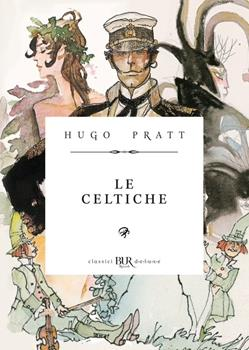 HUGO PRATT
LE
CELTICHE
classici BUR deluxe